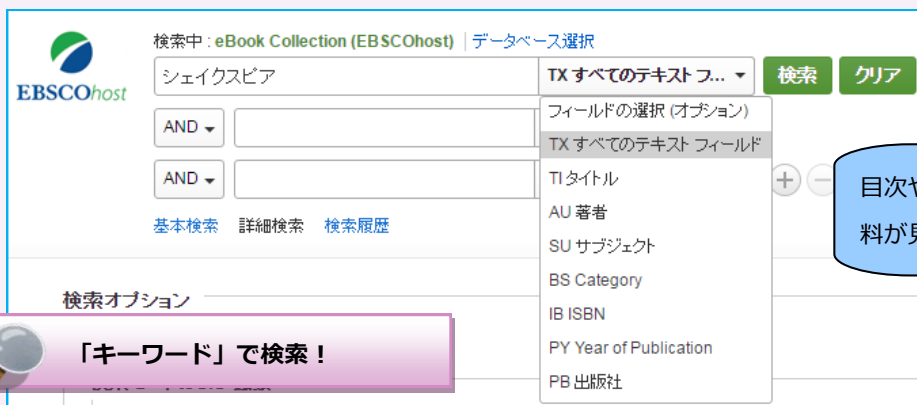 検索中 : eBook Collection (EBSCOhost) | データベース選択
EBSCOhost
シェイクスピア TX すべてのテキスト フ... 検索 クリア
AND
AND
フィールドの選択 (オプション)
TX すべてのテキスト フィールド
TI タイトル
AU 著者
SU サブジェクト
BS Category
IB ISBN
PY Year of Publication
PB 出版社
基本検索 詳細検索 検索履歴
目次や
料が見
検索オプション
「キーワード」で検索！